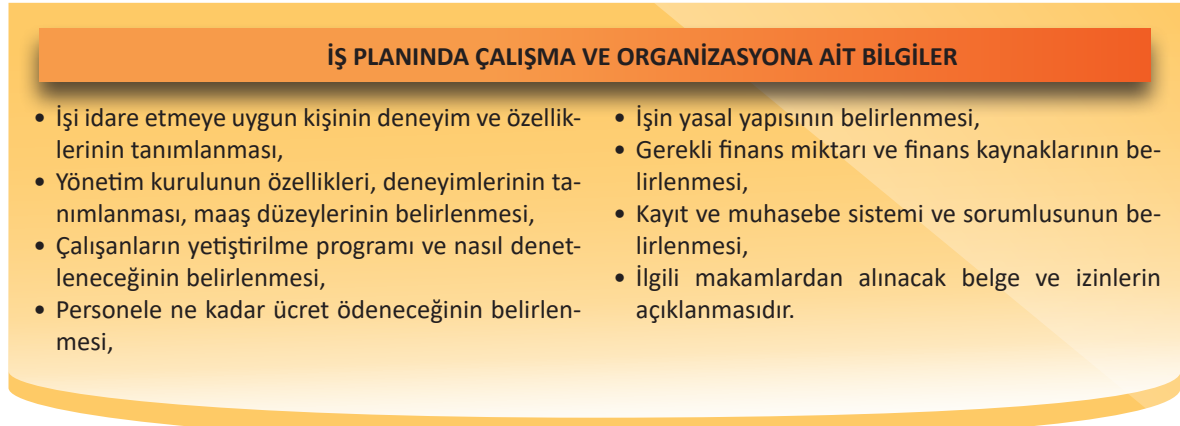 İŞ PLANINDA ÇALIŞMA VE ORGANİZASYONA AİT BİLGİLER
• İşi idare etmeye uygun kişinin deneyim ve özellik-
lerinin tanımlanması,
• Yönetim kurulunun özellikleri, deneyimlerinin ta-
nımlanması, maaş düzeylerinin belirlenmesi,
• Çalışanların yetiştirilme programı ve nasıl denet-
leneceğinin belirlenmesi,
• Personele ne kadar ücret ödeneceğinin belirlen-
mesi,
• İşin yasal yapısının belirlenmesi,
• Gerekli finans miktarı ve finans kaynaklarının be-
lirlenmesi,
• Kayıt ve muhasebe sistemi ve sorumlusunun be-
lirlenmesi,
• İlgili makamlardan alınacak belge ve izinlerin
açıklanmasıdır.